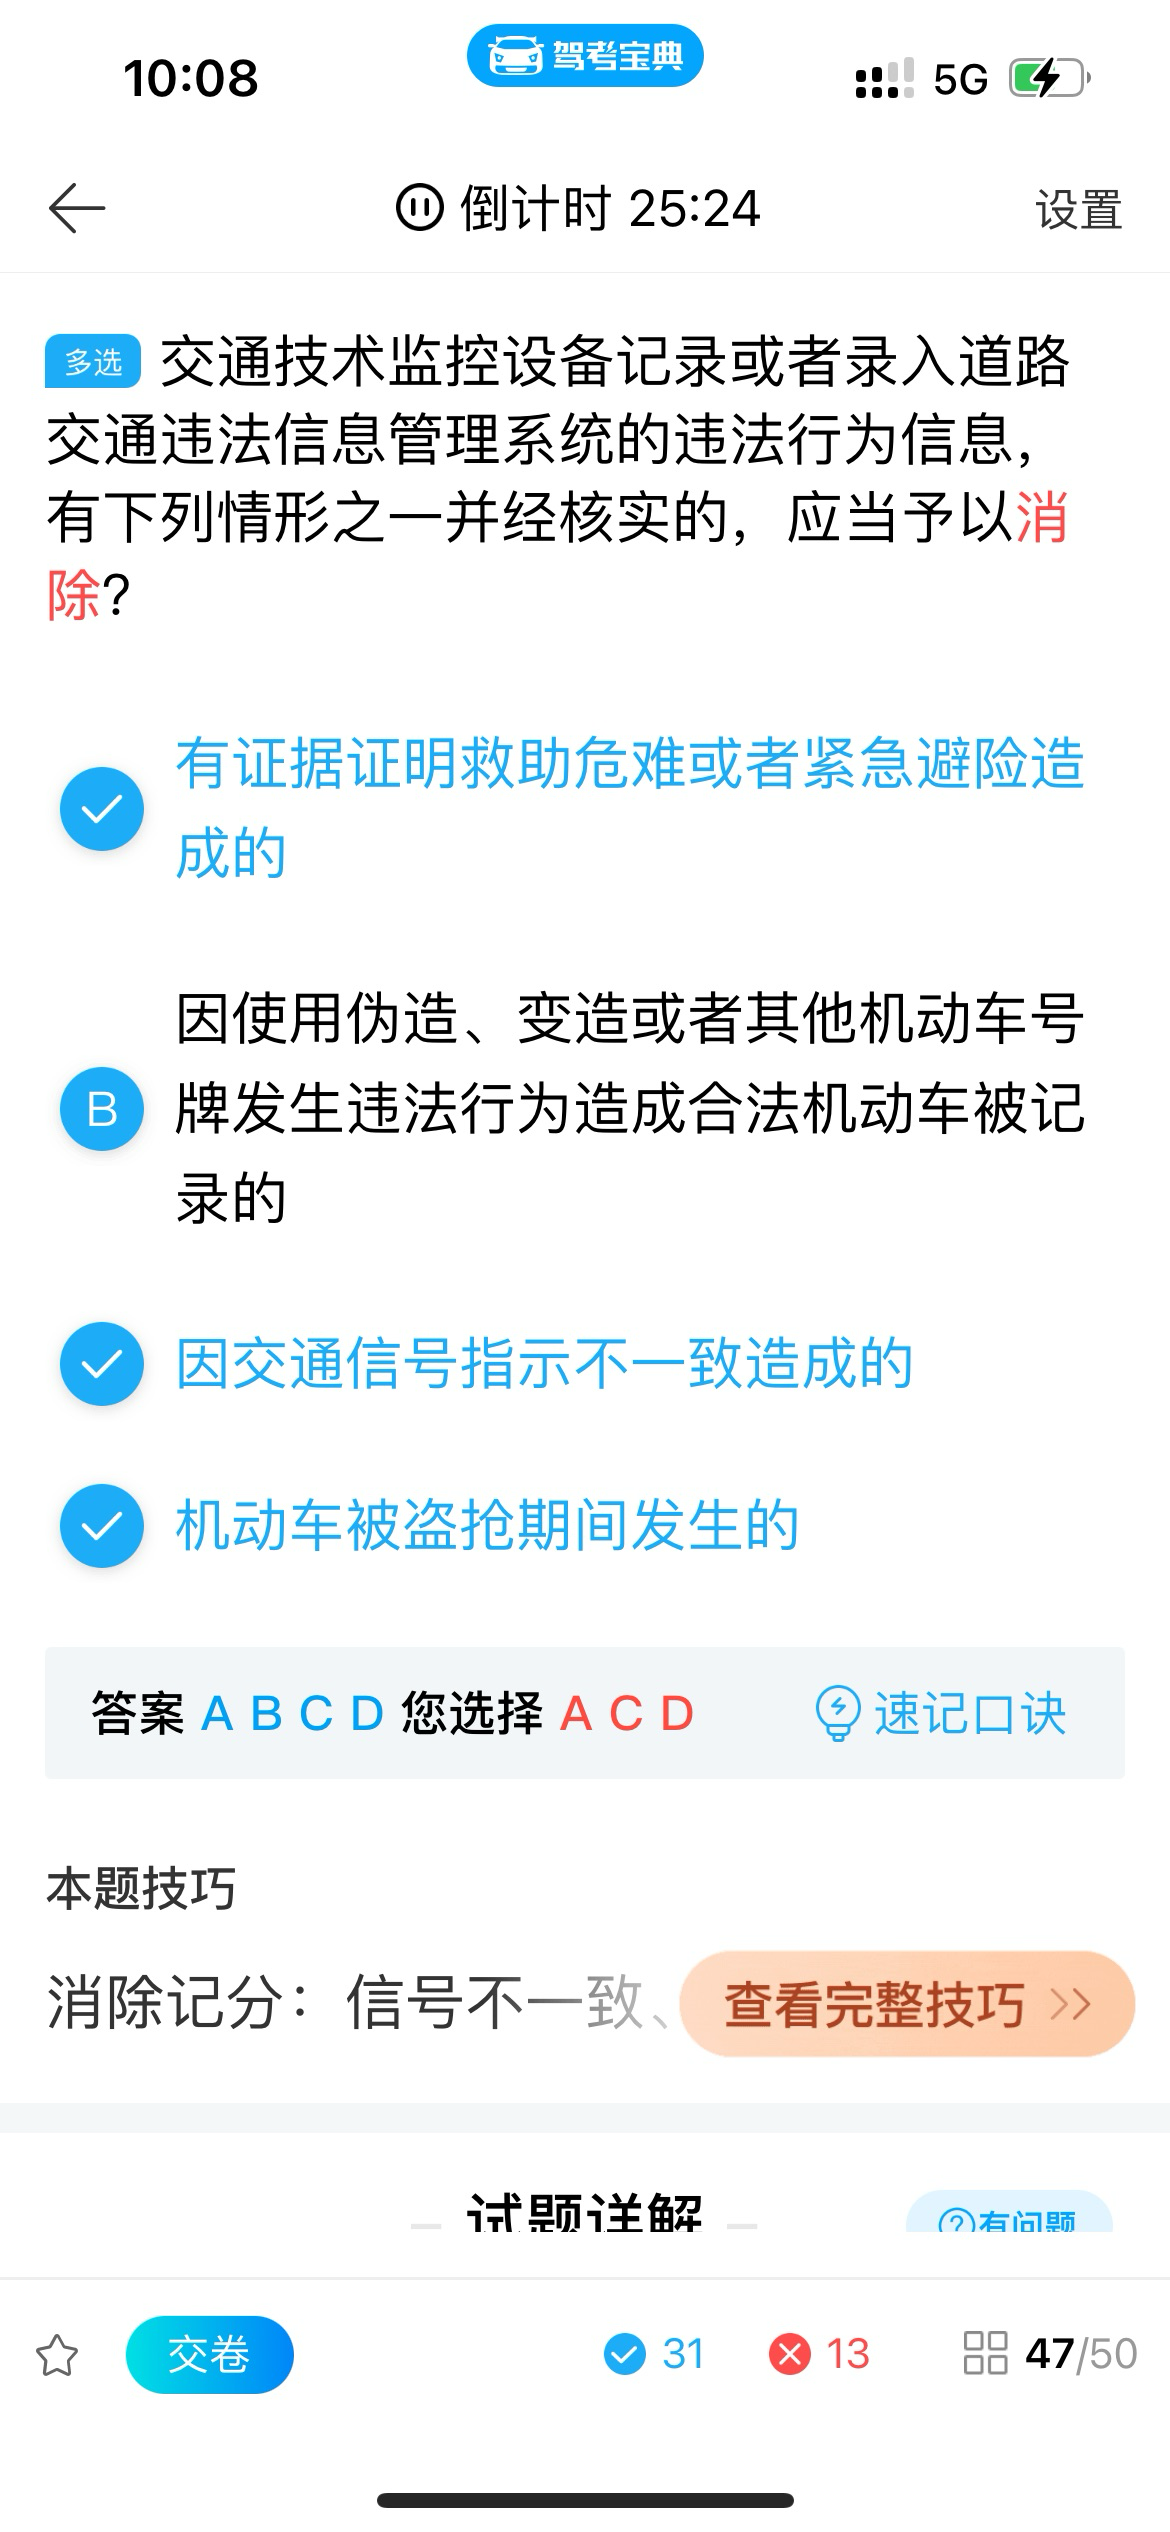 10:08
驾考宝典
5G
倒计时 25:24
设置
多选 交通技术监控设备记录或者录入道路
交通违法信息管理系统的违法行为信息，
有下列情形之一并经核实的，应当予以消
除？
有证据证明救助危难或者紧急避险造
成的
B
因使用伪造、变造或者其他机动车号
牌发生违法行为造成合法机动车被记
录的
因交通信号指示不一致造成的
机动车被盗抢期间发生的
答案 A B C D 您选择 A C D
速记口诀
本题技巧
消除记分：信号不一致、
查看完整技巧
试题详解
有问题
交卷
31
13
47/50